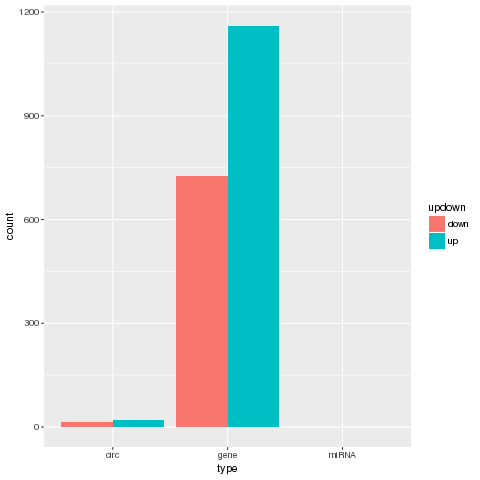 1200
900
600
300
0
count
circ
gene
miRNA
type
updown
down
up